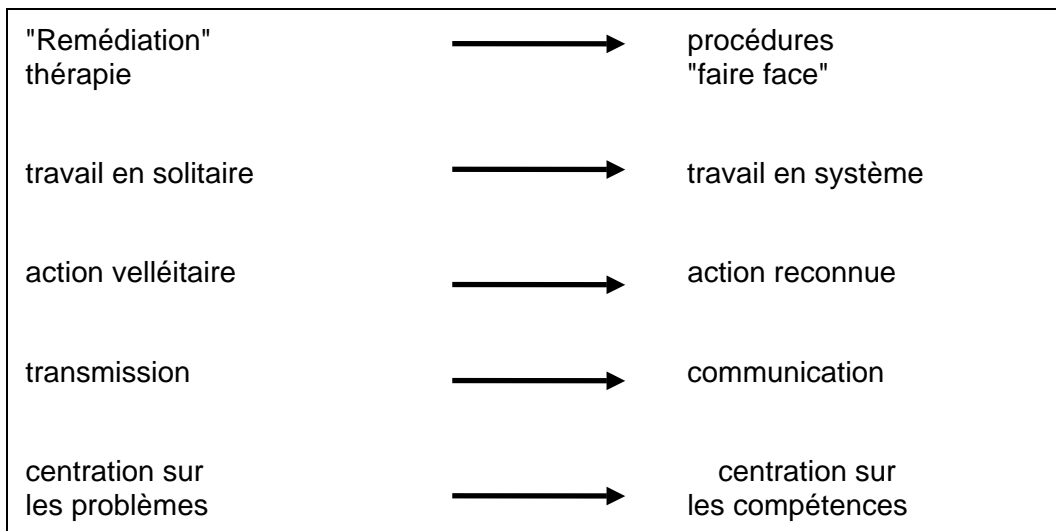 "Remédiation" procédures
thérapie "faire face"
travail en solitaire travail en système
action velléitaire action reconnue
transmission communication
centration sur centration sur
les problèmes les compétences